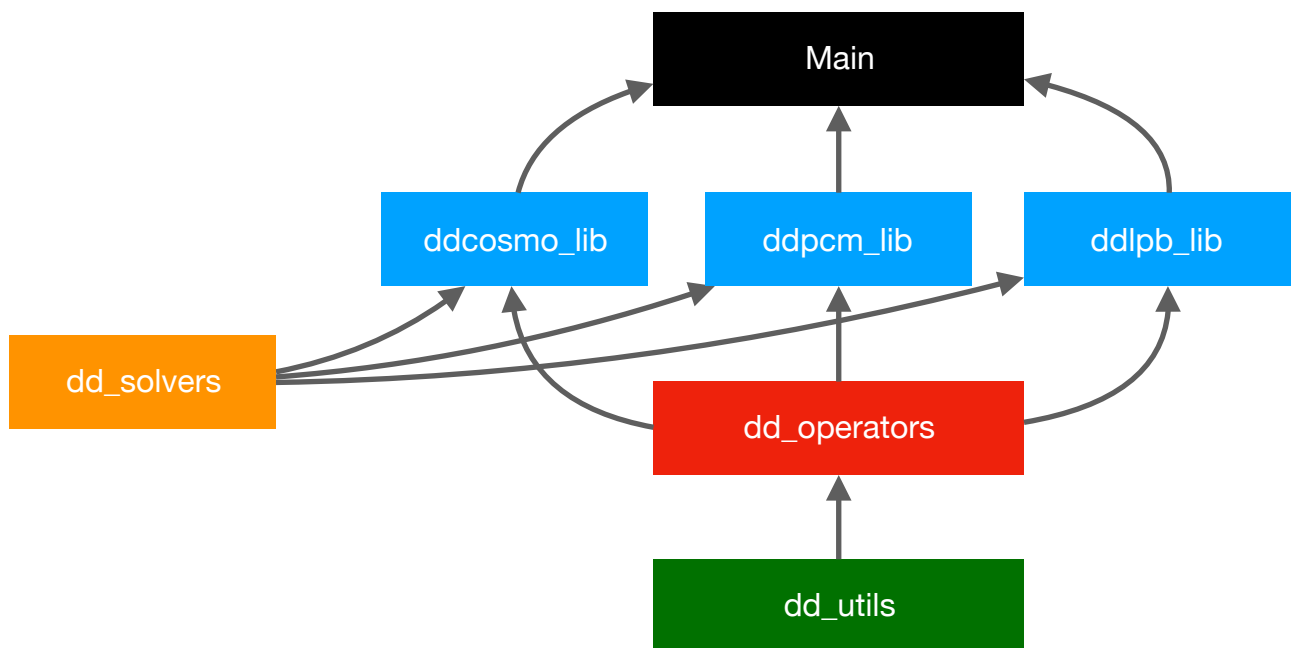 Main
ddcosmo_lib
ddpcm_lib
ddlpb_lib
dd_solvers
dd_operators
dd_utils